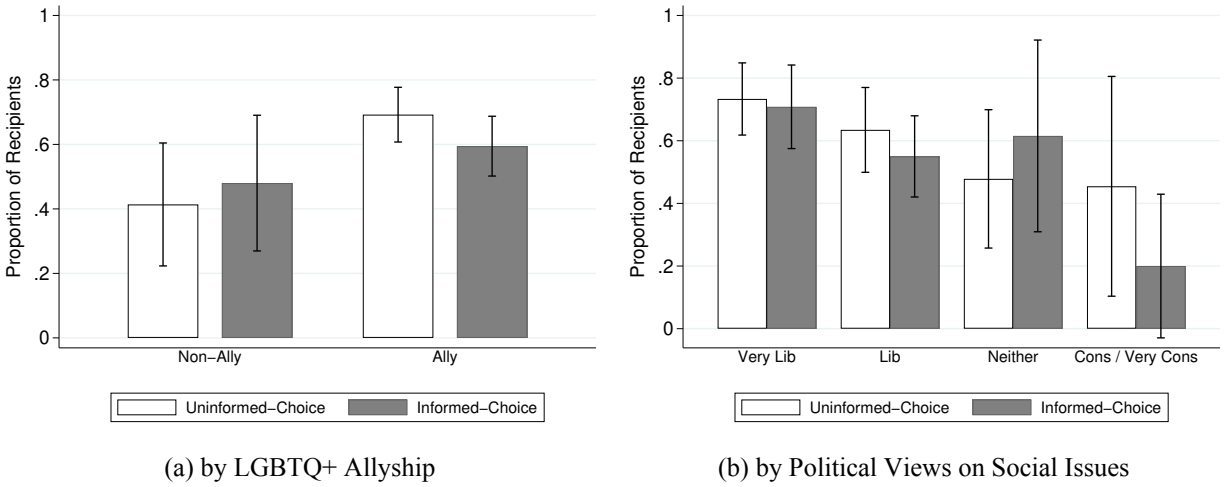 Proportion of Recipients
1
.8
.6
.4
.2
0
Non−Ally Ally
Uninformed−Choice Informed−Choice
(a) by LGBTQ+ Allyship
Proportion of Recipients
1
.8
.6
.4
.2
0
Very Lib Lib Neither Cons / Very Cons
Uninformed−Choice Informed−Choice
(b) by Political Views on Social Issues